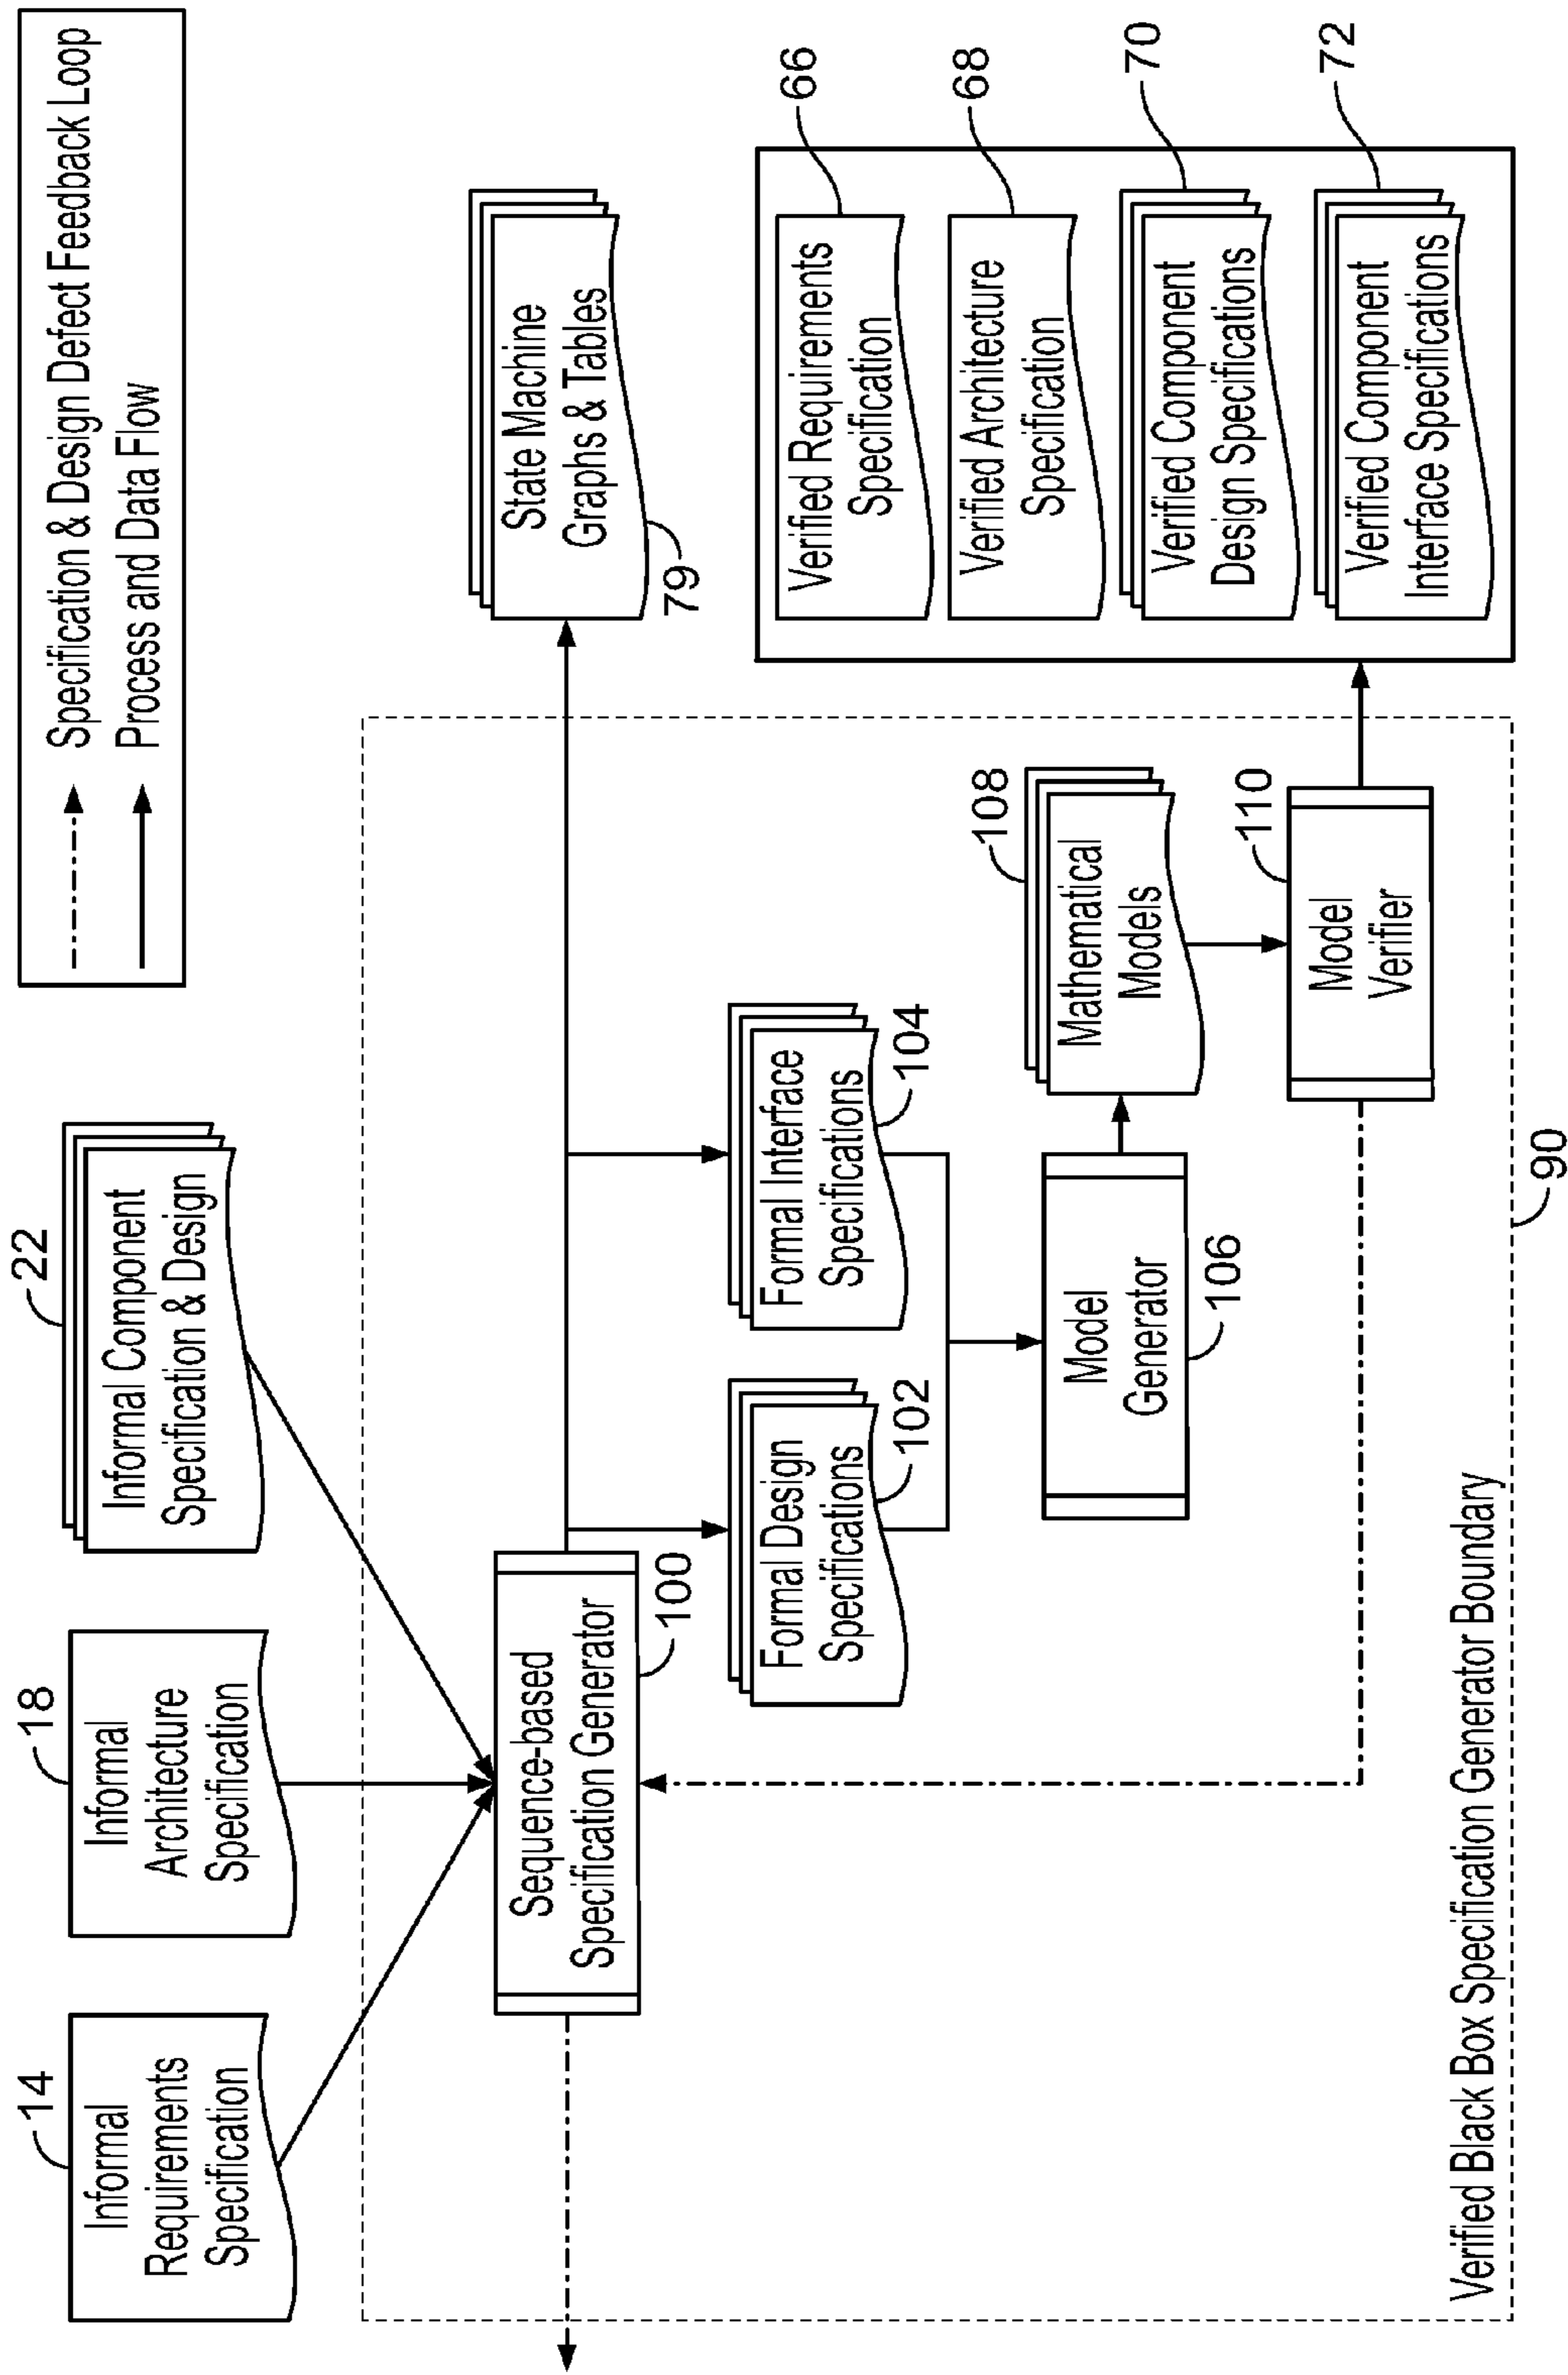 Specification & Design Defect Feedback Loop
Process and Data Flow
14
Informal
Requirements
Specification
18
Informal
Architecture
Specification
22
Informal Component
Specification & Design
Sequence-based
Specification Generator
100
State Machine
Graphs & Tables
79
Formal Design
Specifications
102
Formal Interface
Specifications
104
Model
Generator
106
Mathematical
Models
108
Model
Verifier
110
Verified Requirements
Specification
66
Verified Architecture
Specification
68
Verified Component
Design Specifications
70
Verified Component
Interface Specifications
72
Verified Black Box Specification Generator Boundary
90